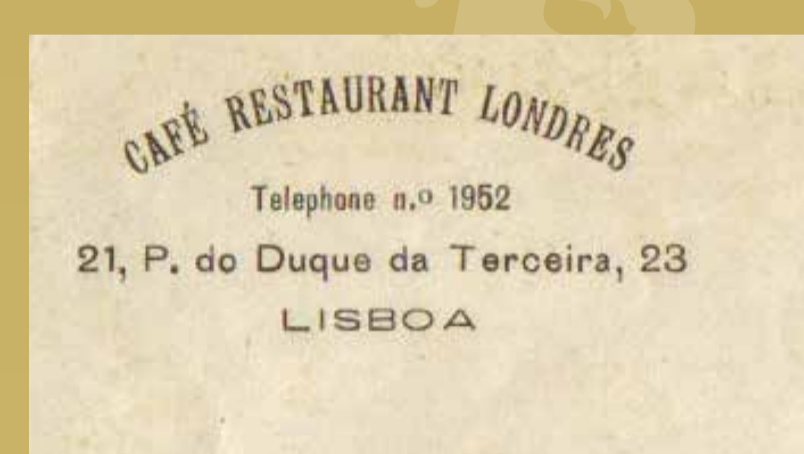 CAFÉ RESTAURANT LONDRES
Telephone n.º 1952
21, P. do Duque da Terceira, 23
LISBOA